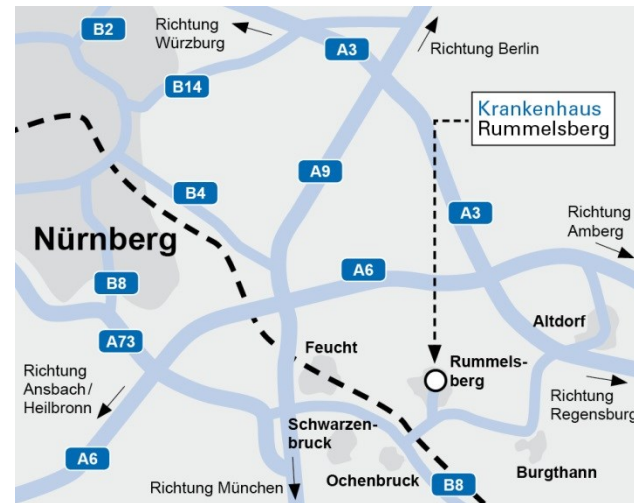 B2
Richtung
Würzburg
A3
Richtung Berlin
B14
Krankenhaus
Rummelsberg
A9
B4
A3
Richtung
Amberg
Nürnberg
A6
B8
Altdorf
A73
Feucht
Rummels-
berg
Richtung
Ansbach/
Heilbronn
Richtung
Regensburg
Schwarzen-
bruck
A6
Richtung München
Ochenbruck
B8
Burgthann